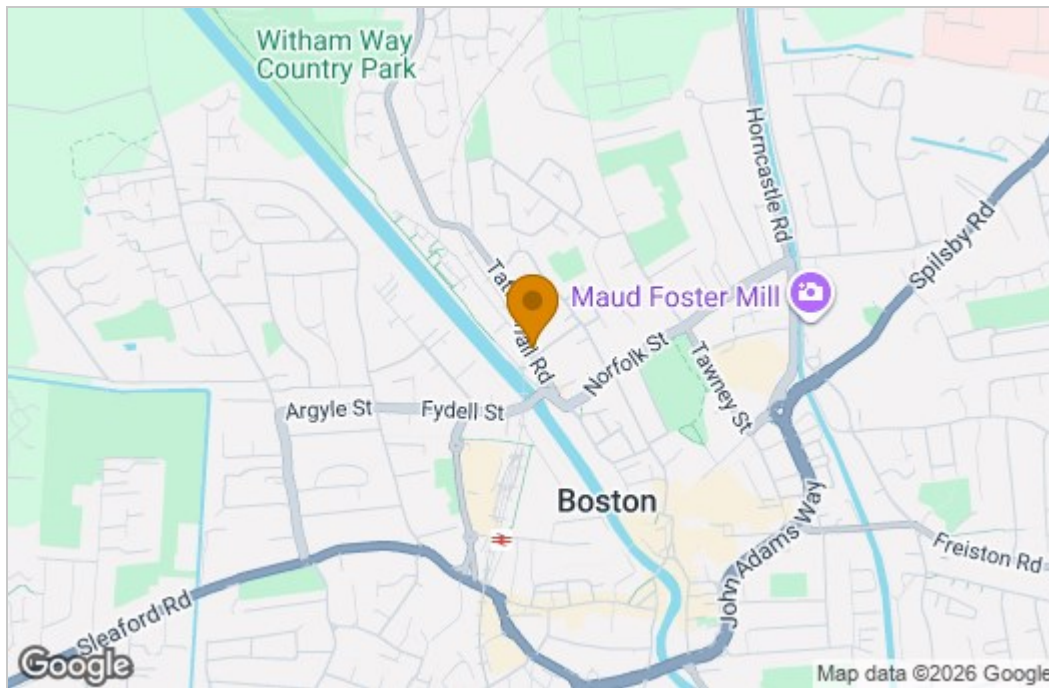 Witham Way
Country Park
Horncastle Rd
Spilsby Rd
Maud Foster Mill
Norfolk St
Tawney St
Argyle St
Fydell St
Boston
John Adams Way
Freiston Rd
Sleaford Rd
Google
Map data ©2026 Google